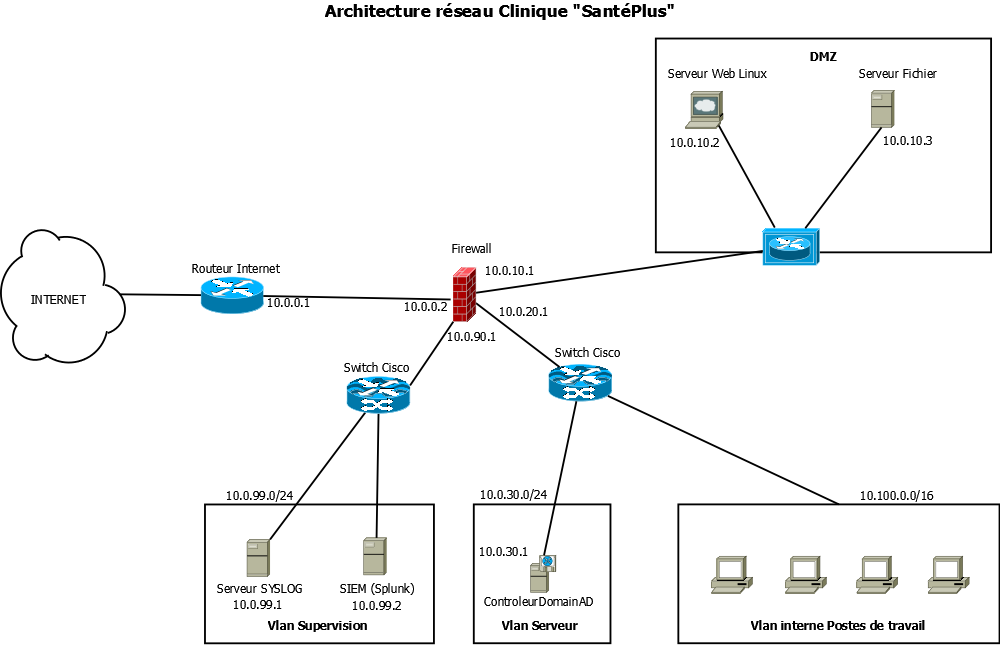 Architecture réseau Clinique "SantéPlus"
DMZ
Serveur Web Linux
Serveur Fichier
10.0.10.2
10.0.10.3
Firewall
Routeur Internet
10.0.10.1
INTERNET
10.0.0.1
10.0.0.2
10.0.20.1
10.0.90.1
Switch Cisco
Switch Cisco
10.0.99.0/24
10.0.30.0/24
10.100.0.0/16
10.0.30.1
Serveur SYSLOG
10.0.99.1
SIEM (Splunk)
10.0.99.2
ControleurDomainAD
Vlan Supervision
Vlan Serveur
Vlan interne Postes de travail